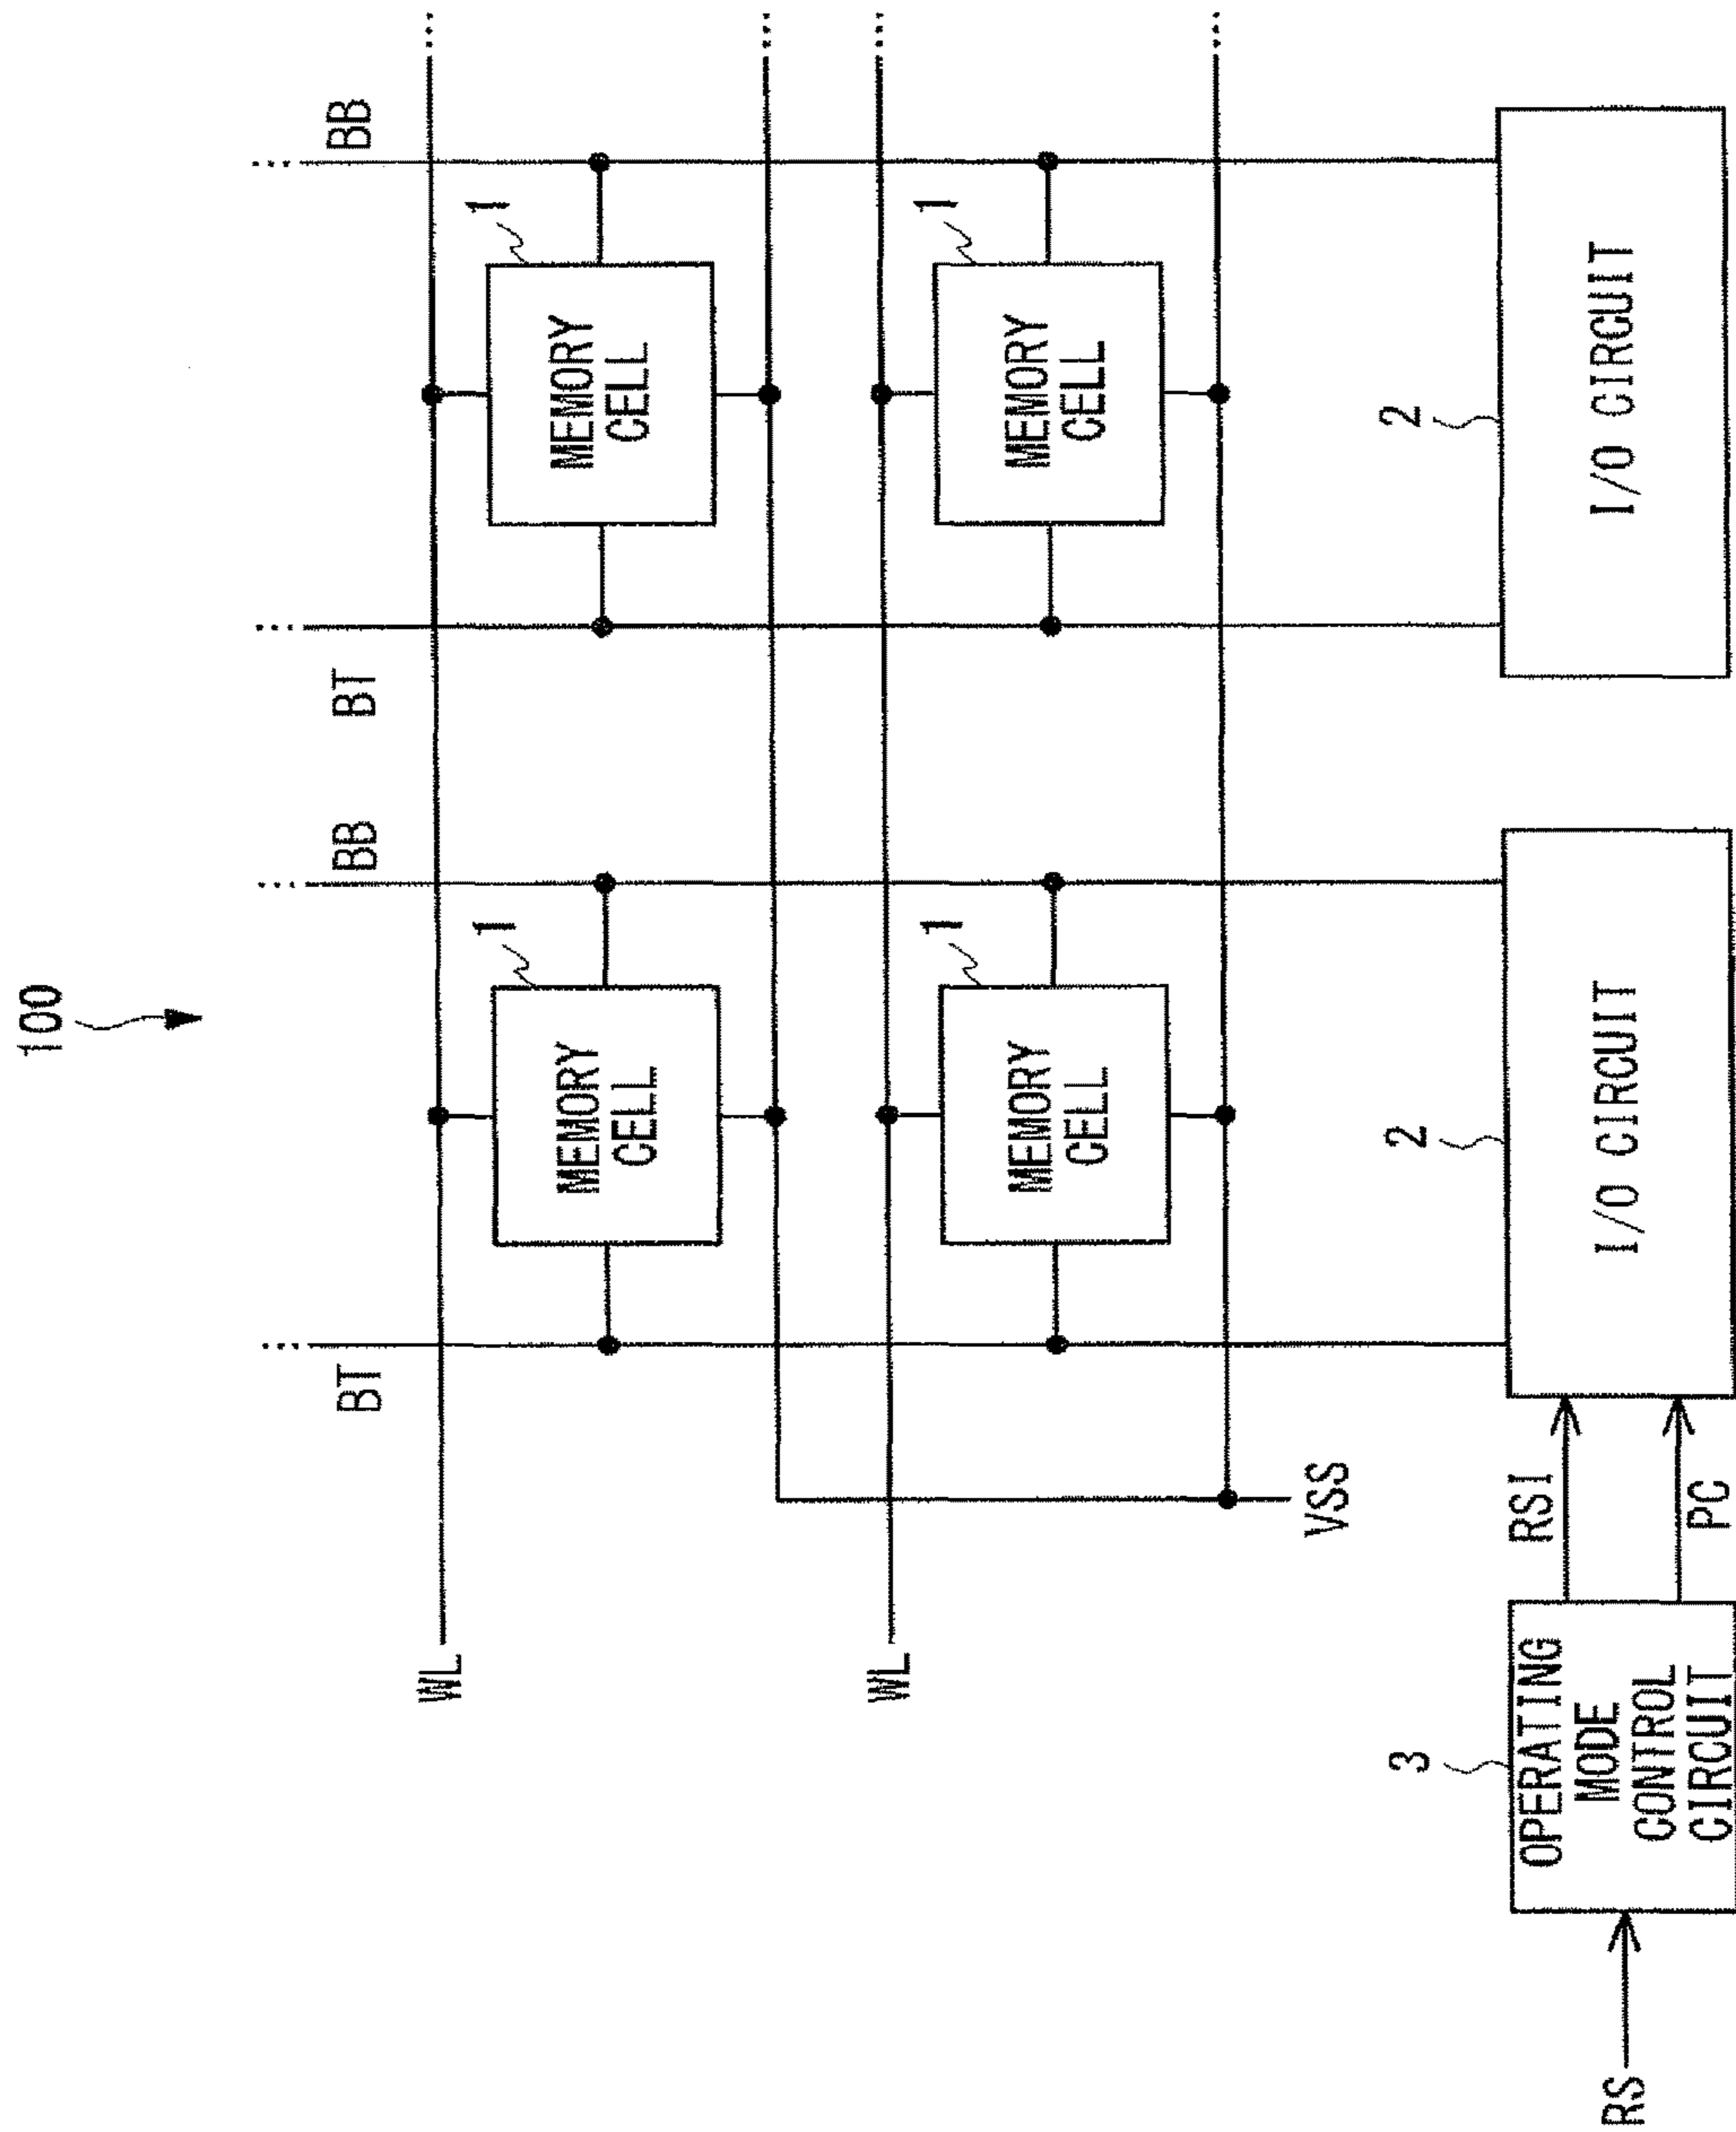 100
BT
BB
BT
BB
WL
1
1
MEMORY
CELL
MEMORY
CELL
WL
1
1
MEMORY
CELL
MEMORY
CELL
VSS
3
2
2
RS
OPERATING
MODE
CONTROL
CIRCUIT
RSI
PC
I/O CIRCUIT
I/O CIRCUIT